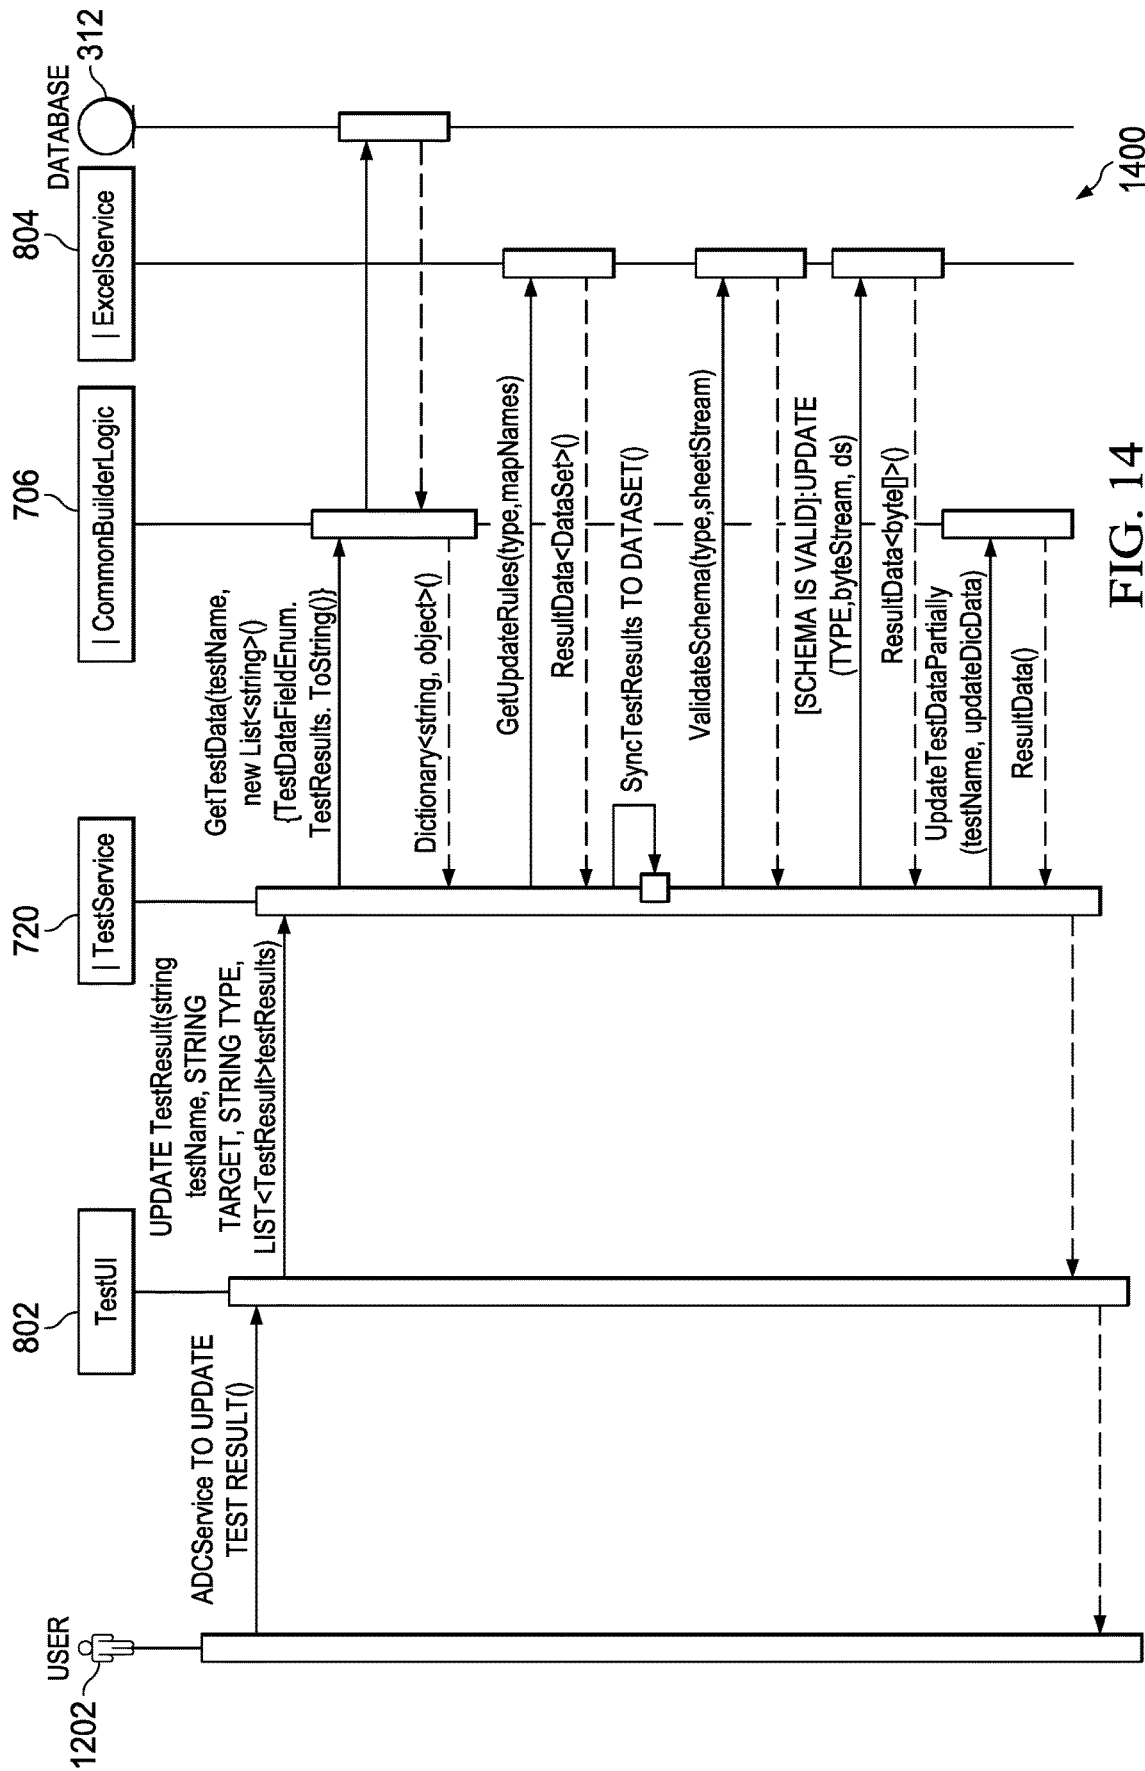 USER
1202
802
TestUI
720
| TestService
706
| CommonBuilderLogic
804
| ExcelService
DATABASE
312
ADCService TO UPDATE
TEST RESULT()
UPDATE TestResult(string
testName, STRING
TARGET, STRING TYPE,
LIST<TestResult>testResults)
GetTestData(testName,
new List<string>()
{TestDataFieldEnum.
TestResults. ToString()}
Dictionary<string, object>()
GetUpdateRules(type,mapNames)
ResultData<DataSet>()
SyncTestResults TO DATASET()
ValidateSchema(type,sheetStream)
[SCHEMA IS VALID]:UPDATE
(TYPE,byteStream, ds)
ResultData<byte[]>()
UpdateTestDataPartially
(testName, updateDicData)
ResultData()
1400
FIG. 14